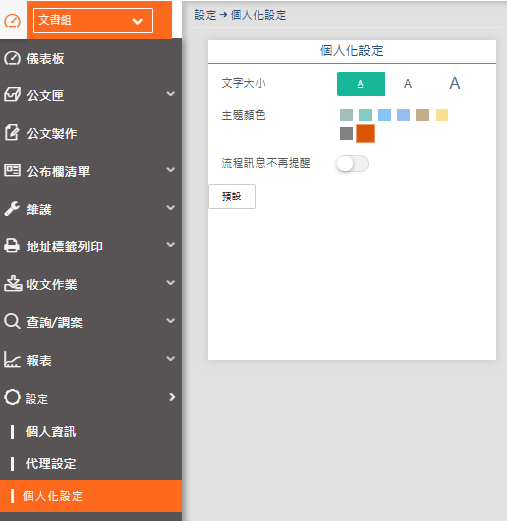 文書組
儀表板
公文匣
公文製作
公布欄清單
維護
地址標籤列印
收文作業
查詢/調案
報表
設定
個人資訊
代理設定
個人化設定
設定 ➔ 個人化設定
個人化設定
文字大小
A A A
主題顏色
流程訊息不再提醒
預設